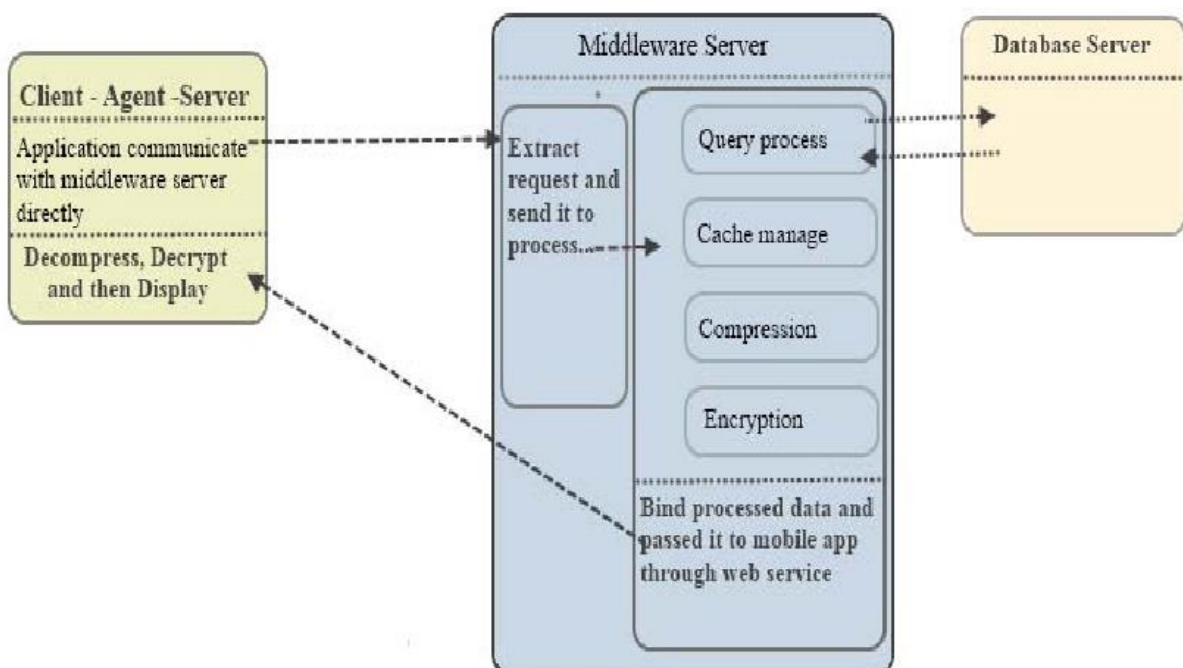 Client - Agent -Server
Application communicate
with middleware server
directly
Decompress, Decrypt
and then Display
Middleware Server
Extract
request and
send it to
process...
Query process
Cache manage
Compression
Encryption
Bind processed data and
passed it to mobile app
through web service
Database Server